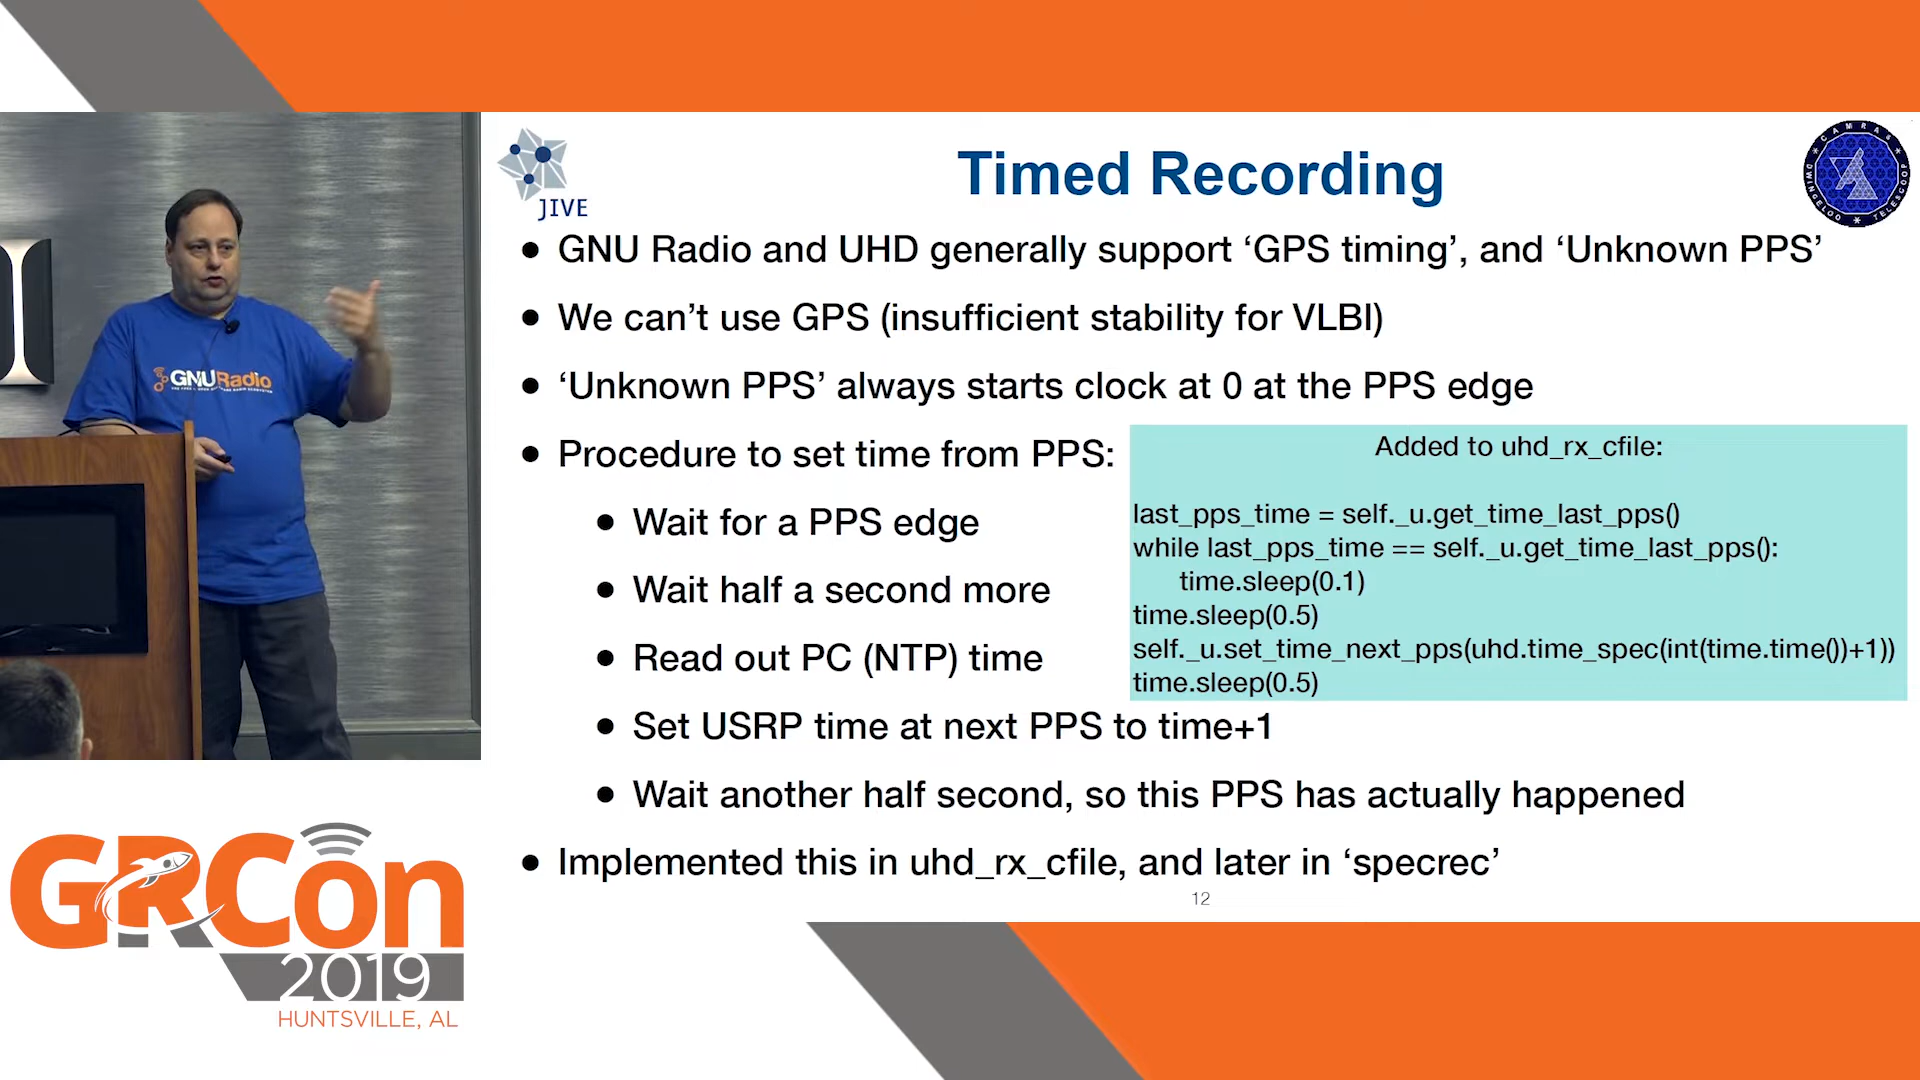 JIVE
Timed Recording
CAMRAS
DWINGELOO TELESCOOP
• GNU Radio and UHD generally support ‘GPS timing’, and ‘Unknown PPS’
• We can’t use GPS (insufficient stability for VLBI)
• ‘Unknown PPS’ always starts clock at 0 at the PPS edge
• Procedure to set time from PPS:
• Wait for a PPS edge
• Wait half a second more
• Read out PC (NTP) time
• Set USRP time at next PPS to time+1
• Wait another half second, so this PPS has actually happened
• Implemented this in uhd_rx_cfile, and later in ‘specrec’
Added to uhd_rx_cfile:
last_pps_time = self._u.get_time_last_pps()
while last_pps_time == self._u.get_time_last_pps():
time.sleep(0.1)
time.sleep(0.5)
self._u.set_time_next_pps(uhd.time_spec(int(time.time())+1))
time.sleep(0.5)
12
GNURadio
GRCon
2019
HUNTSVILLE, AL